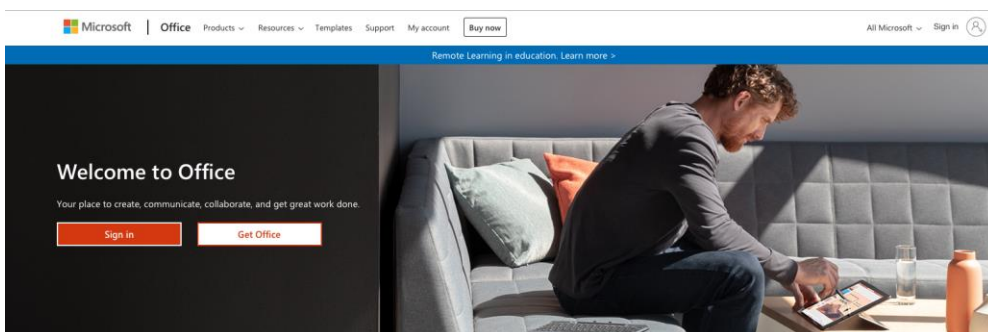 Microsoft Office Products Resources Templates Support My account Buy now All Microsoft Sign in
Remote Learning in education. Learn more >
Welcome to Office
Your place to create, communicate, collaborate, and get great work done.
Sign in Get Office